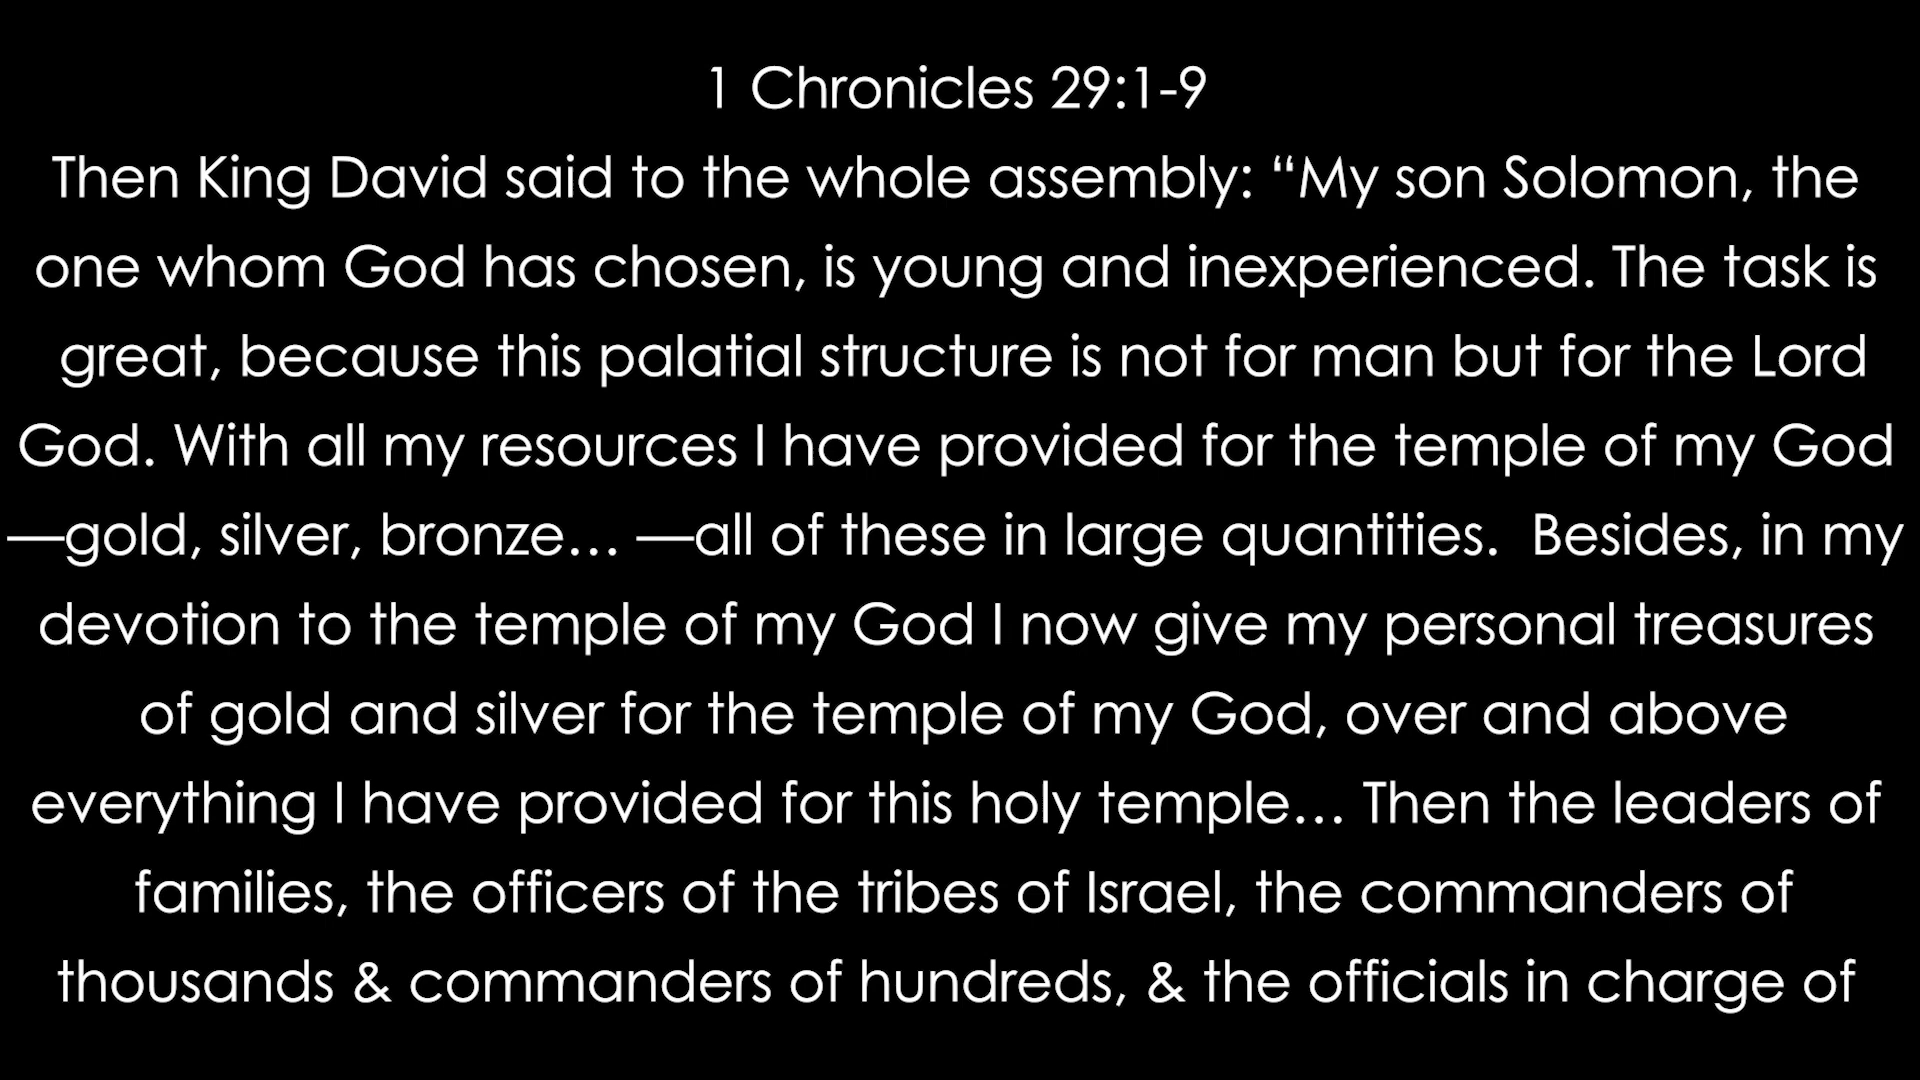 1 Chronicles 29:1-9
Then King David said to the whole assembly: “My son Solomon, the
one whom God has chosen, is young and inexperienced. The task is
great, because this palatial structure is not for man but for the Lord
God. With all my resources I have provided for the temple of my God
—gold, silver, bronze… —all of these in large quantities.  Besides, in my
devotion to the temple of my God I now give my personal treasures
of gold and silver for the temple of my God, over and above
everything I have provided for this holy temple… Then the leaders of
families, the officers of the tribes of Israel, the commanders of
thousands & commanders of hundreds, & the officials in charge of